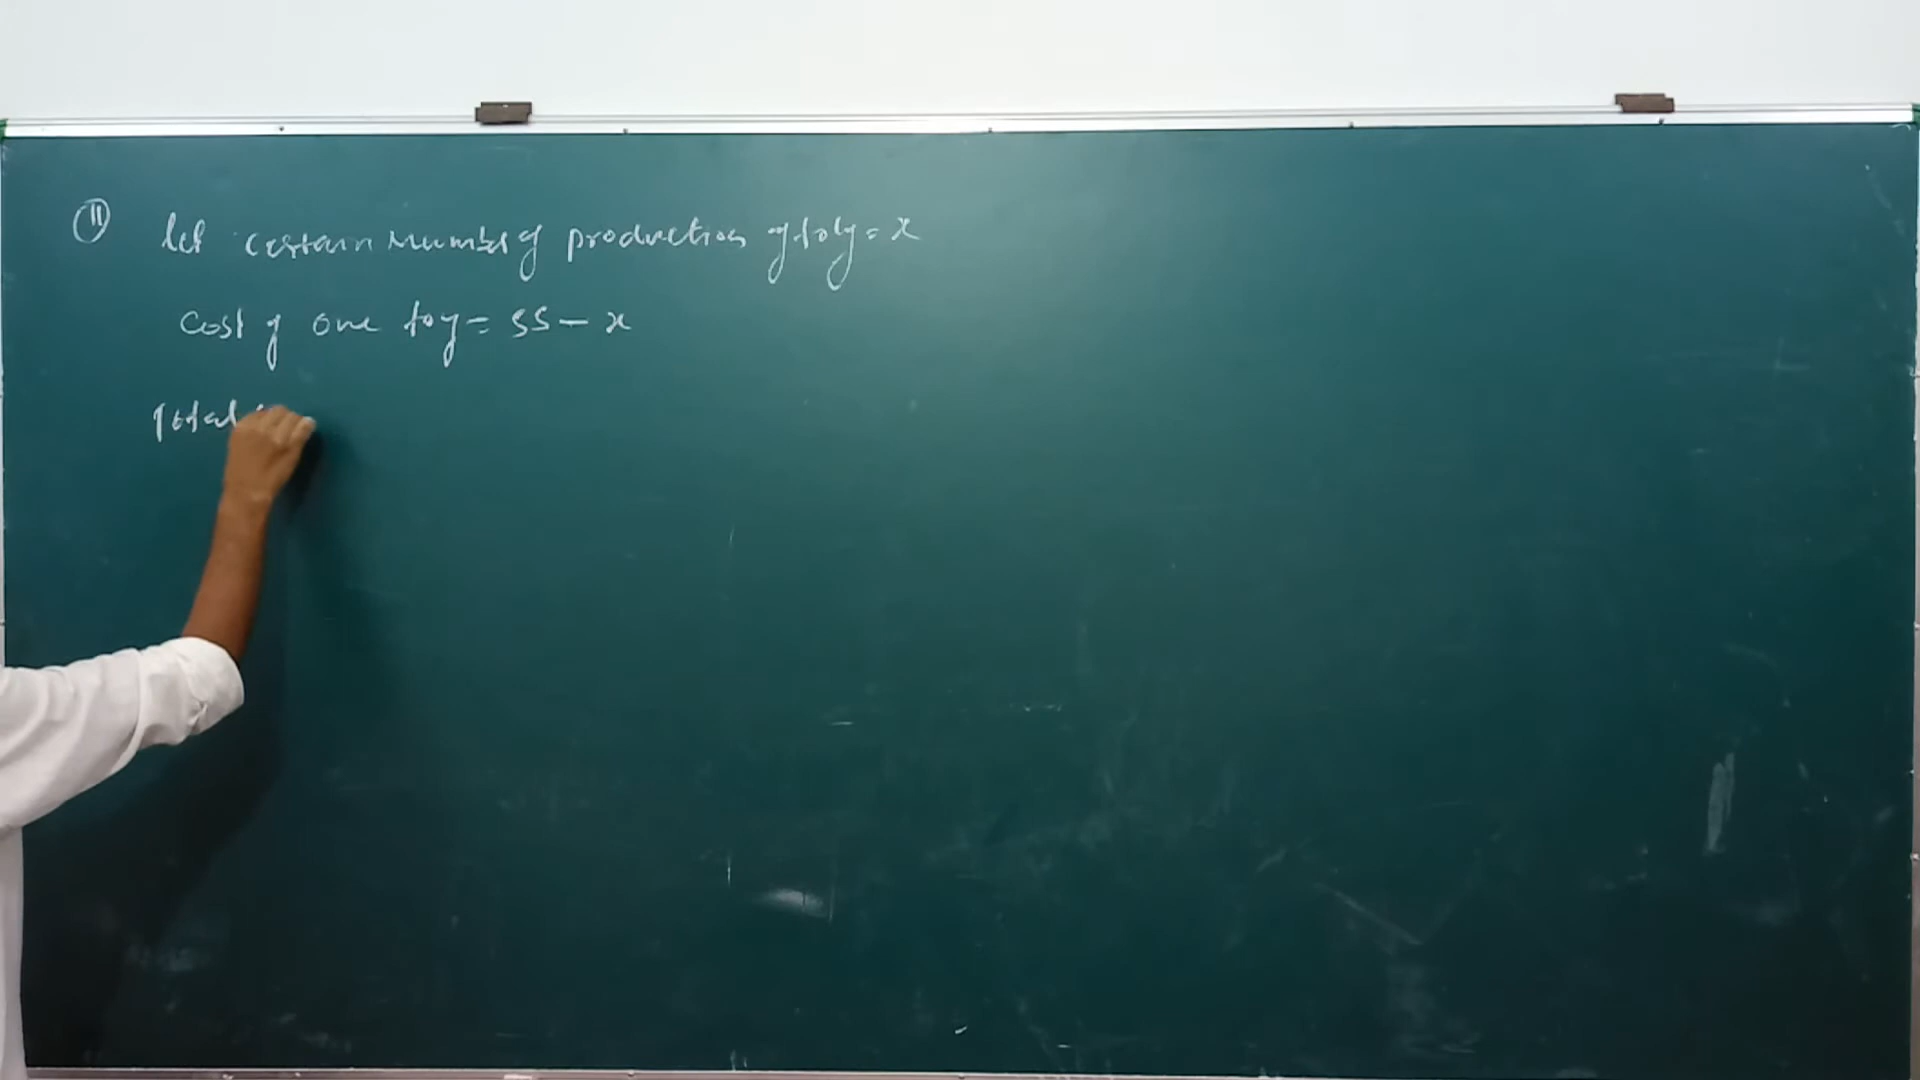 ⑪ let certain number of production of toy = x
cost of one toy = 55 - x
total